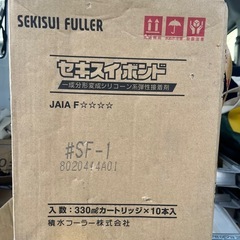 SEKISUI FULLER
セキスイボンド
一成分形変成シリコーン系弾性接着剤
JAIA F☆☆☆☆
#SF-1
8020444A01
入数:330mlカートリッジ×10本入
積水フーラー株式会社